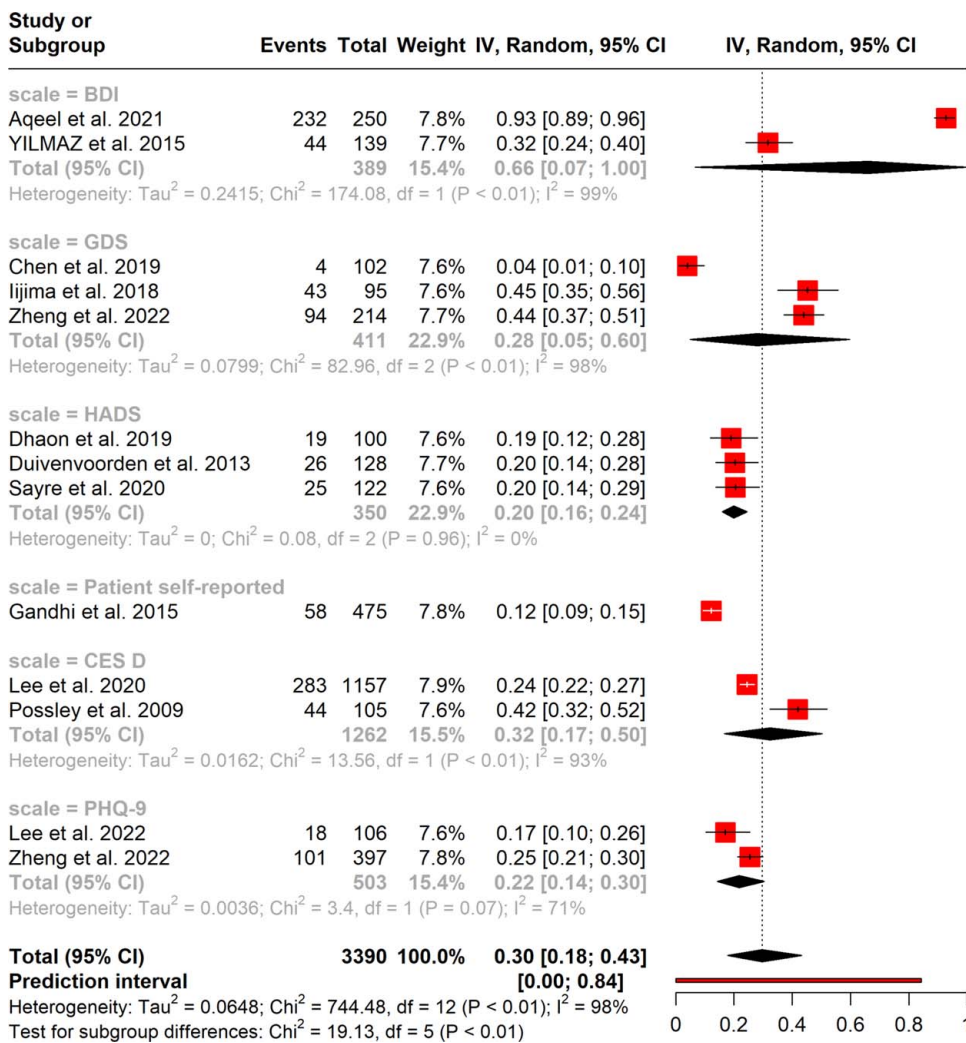 Study or
Subgroup Events Total Weight IV, Random, 95% CI IV, Random, 95% CI
scale = BDI
Aqeel et al. 2021 232 250 7.8% 0.93 [0.89; 0.96]
YILMAZ et al. 2015 44 139 7.7% 0.32 [0.24; 0.40]
Total (95% CI) 389 15.4% 0.66 [0.07; 1.00]
Heterogeneity: Tau² = 0.2415; Chi² = 174.08, df = 1 (P < 0.01); I² = 99%
scale = GDS
Chen et al. 2019 4 102 7.6% 0.04 [0.01; 0.10]
Iijima et al. 2018 43 95 7.6% 0.45 [0.35; 0.56]
Zheng et al. 2022 94 214 7.7% 0.44 [0.37; 0.51]
Total (95% CI) 411 22.9% 0.28 [0.05; 0.60]
Heterogeneity: Tau² = 0.0799; Chi² = 82.96, df = 2 (P < 0.01); I² = 98%
scale = HADS
Dhaon et al. 2019 19 100 7.6% 0.19 [0.12; 0.28]
Duivenvoorden et al. 2013 26 128 7.7% 0.20 [0.14; 0.28]
Sayre et al. 2020 25 122 7.6% 0.20 [0.14; 0.29]
Total (95% CI) 350 22.9% 0.20 [0.16; 0.24]
Heterogeneity: Tau² = 0; Chi² = 0.08, df = 2 (P = 0.96); I² = 0%
scale = Patient self-reported
Gandhi et al. 2015 58 475 7.8% 0.12 [0.09; 0.15]
scale = CES D
Lee et al. 2020 283 1157 7.9% 0.24 [0.22; 0.27]
Possley et al. 2009 44 105 7.6% 0.42 [0.32; 0.52]
Total (95% CI) 1262 15.5% 0.32 [0.17; 0.50]
Heterogeneity: Tau² = 0.0162; Chi² = 13.56, df = 1 (P < 0.01); I² = 93%
scale = PHQ-9
Lee et al. 2022 18 106 7.6% 0.17 [0.10; 0.26]
Zheng et al. 2022 101 397 7.8% 0.25 [0.21; 0.30]
Total (95% CI) 503 15.4% 0.22 [0.14; 0.30]
Heterogeneity: Tau² = 0.0036; Chi² = 3.4, df = 1 (P = 0.07); I² = 71%
Total (95% CI) 3390 100.0% 0.30 [0.18; 0.43]
Prediction interval [0.00; 0.84]
Heterogeneity: Tau² = 0.0648; Chi² = 744.48, df = 12 (P < 0.01); I² = 98%
Test for subgroup differences: Chi² = 19.13, df = 5 (P < 0.01)
0 0.2 0.4 0.6 0.8 1